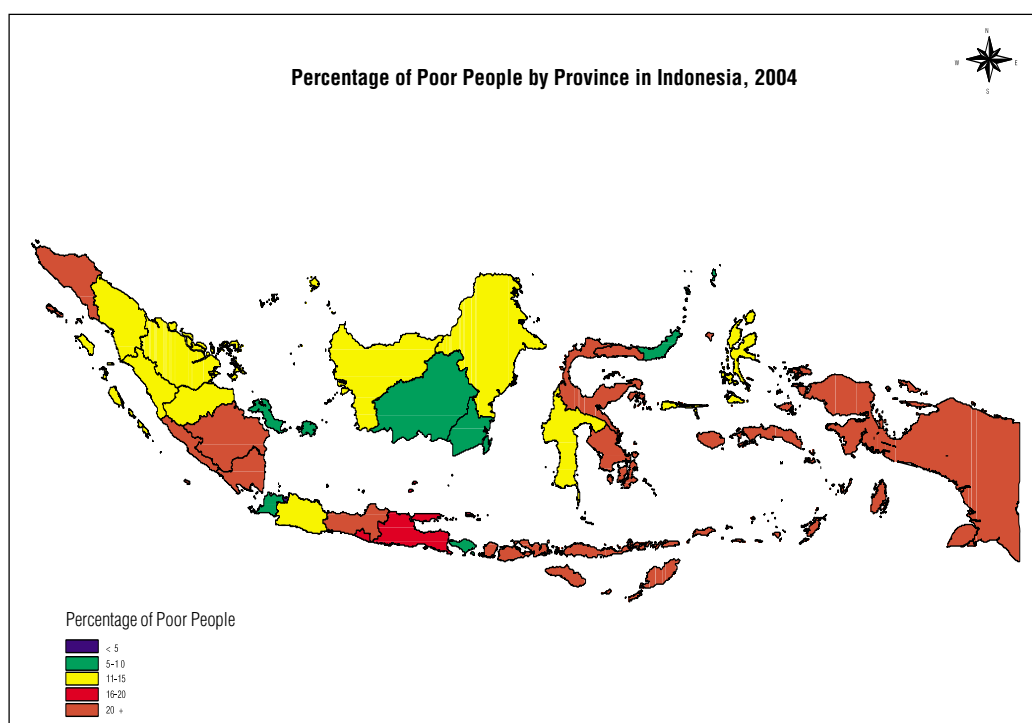 N
Percentage of Poor People by Province in Indonesia, 2004
W E
S
Percentage of Poor People
< 5
5-10
11-15
16-20
20 +